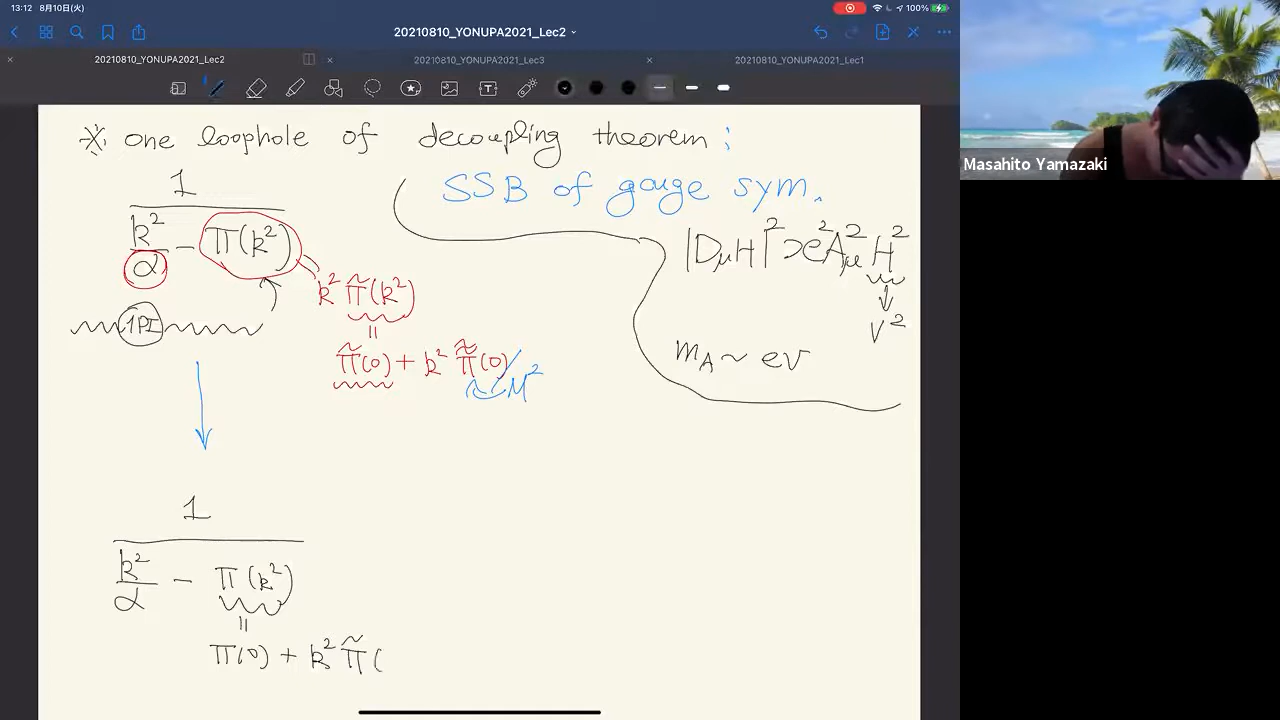 13:12 8月10日(火)
100%
20210810_YONUPA2021_Lec2
20210810_YONUPA2021_Lec2
20210810_YONUPA2021_Lec3
20210810_YONUPA2021_Lec1
Masahito Yamazaki
※ one loophole of decoupling theorem :
SSB of gauge sym.
1
k² / α − Π(k²)
k² Π̃(k²)
1PI
=
Π̃(0) + k² Π̃̃(0) / M²
|DμH|² ⊃ e²Aμ² H²
↓
v²
mA ~ ev
1
k² / α − Π(k²)
=
Π(0) + k² Π̃(